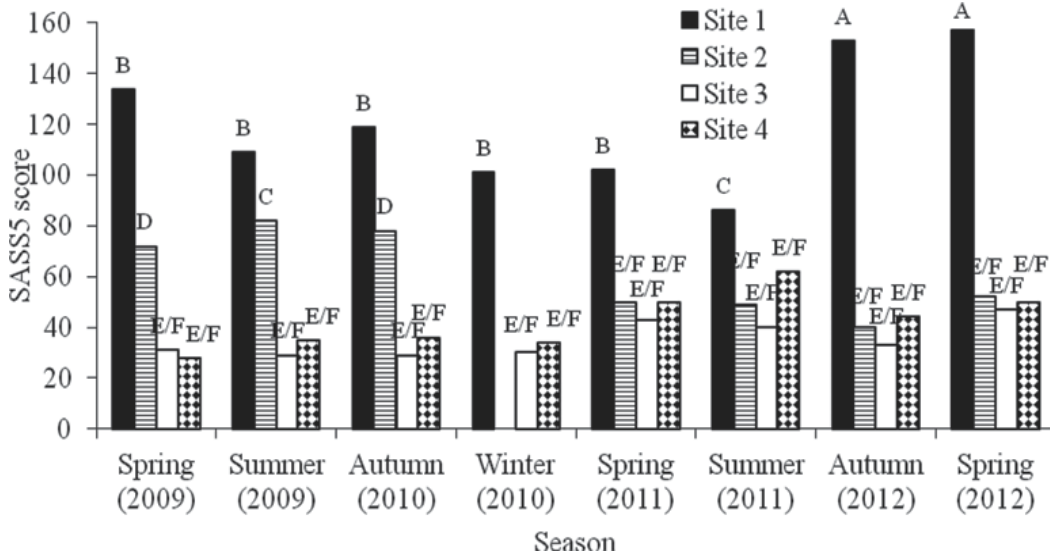 SASS5 score
160
140
120
100
80
60
40
20
0
Site 1
Site 2
Site 3
Site 4
B
D
E/F
E/F
B
C
E/F
E/F
B
D
E/F
E/F
B
E/F
E/F
B
E/F
E/F
E/F
C
E/F
E/F
E/F
A
E/F
E/F
E/F
A
E/F
E/F
E/F
Spring
(2009)
Summer
(2009)
Autumn
(2010)
Winter
(2010)
Spring
(2011)
Summer
(2011)
Autumn
(2012)
Spring
(2012)
Season